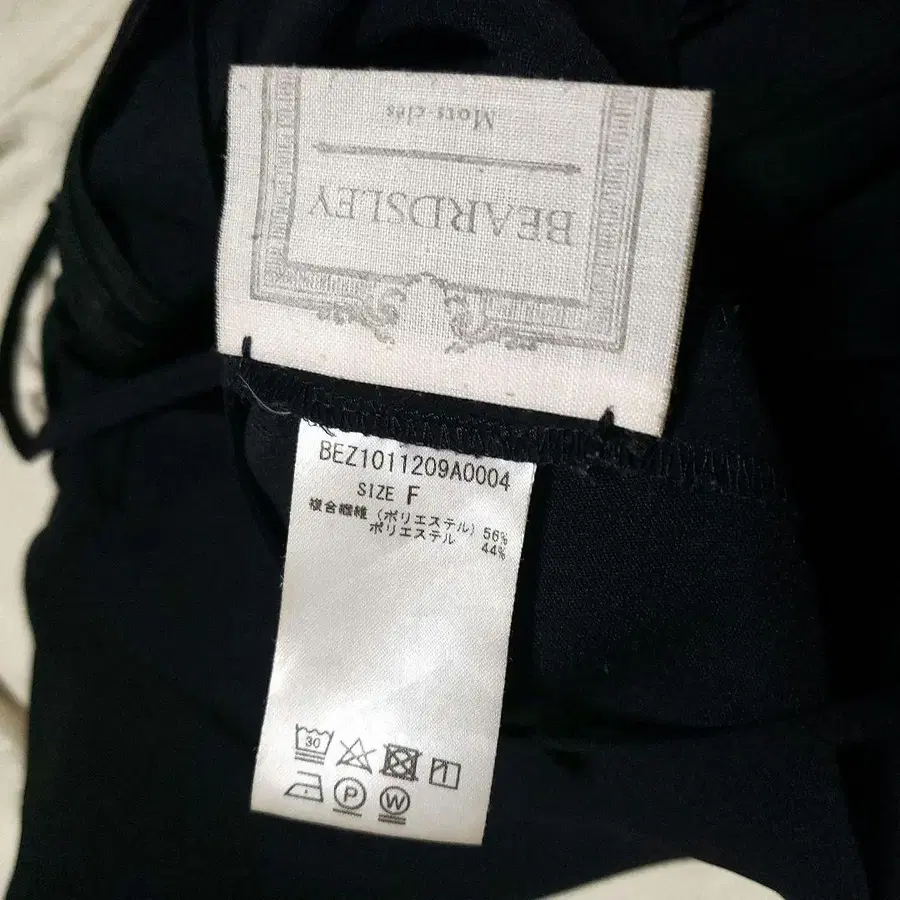 BEARDSLEY
Mots-clés
BEZ1011209A0004
SIZE F
複合繊維 (ポリエステル) 56%
ポリエステル 44%
30
P
W